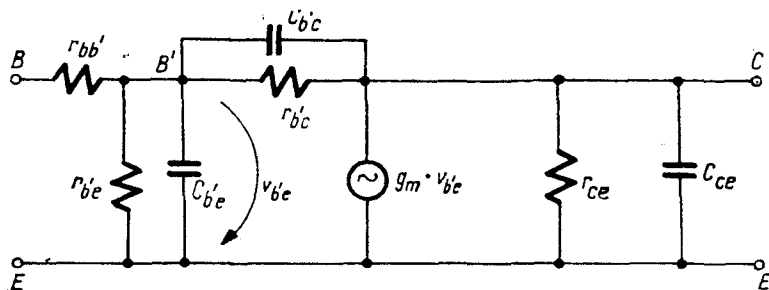 C_b'c
B
r_bb'
B'
r_b'c
C
r_b'e
C_b'e
v_b'e
g_m · v_b'e
r_ce
C_ce
E
E